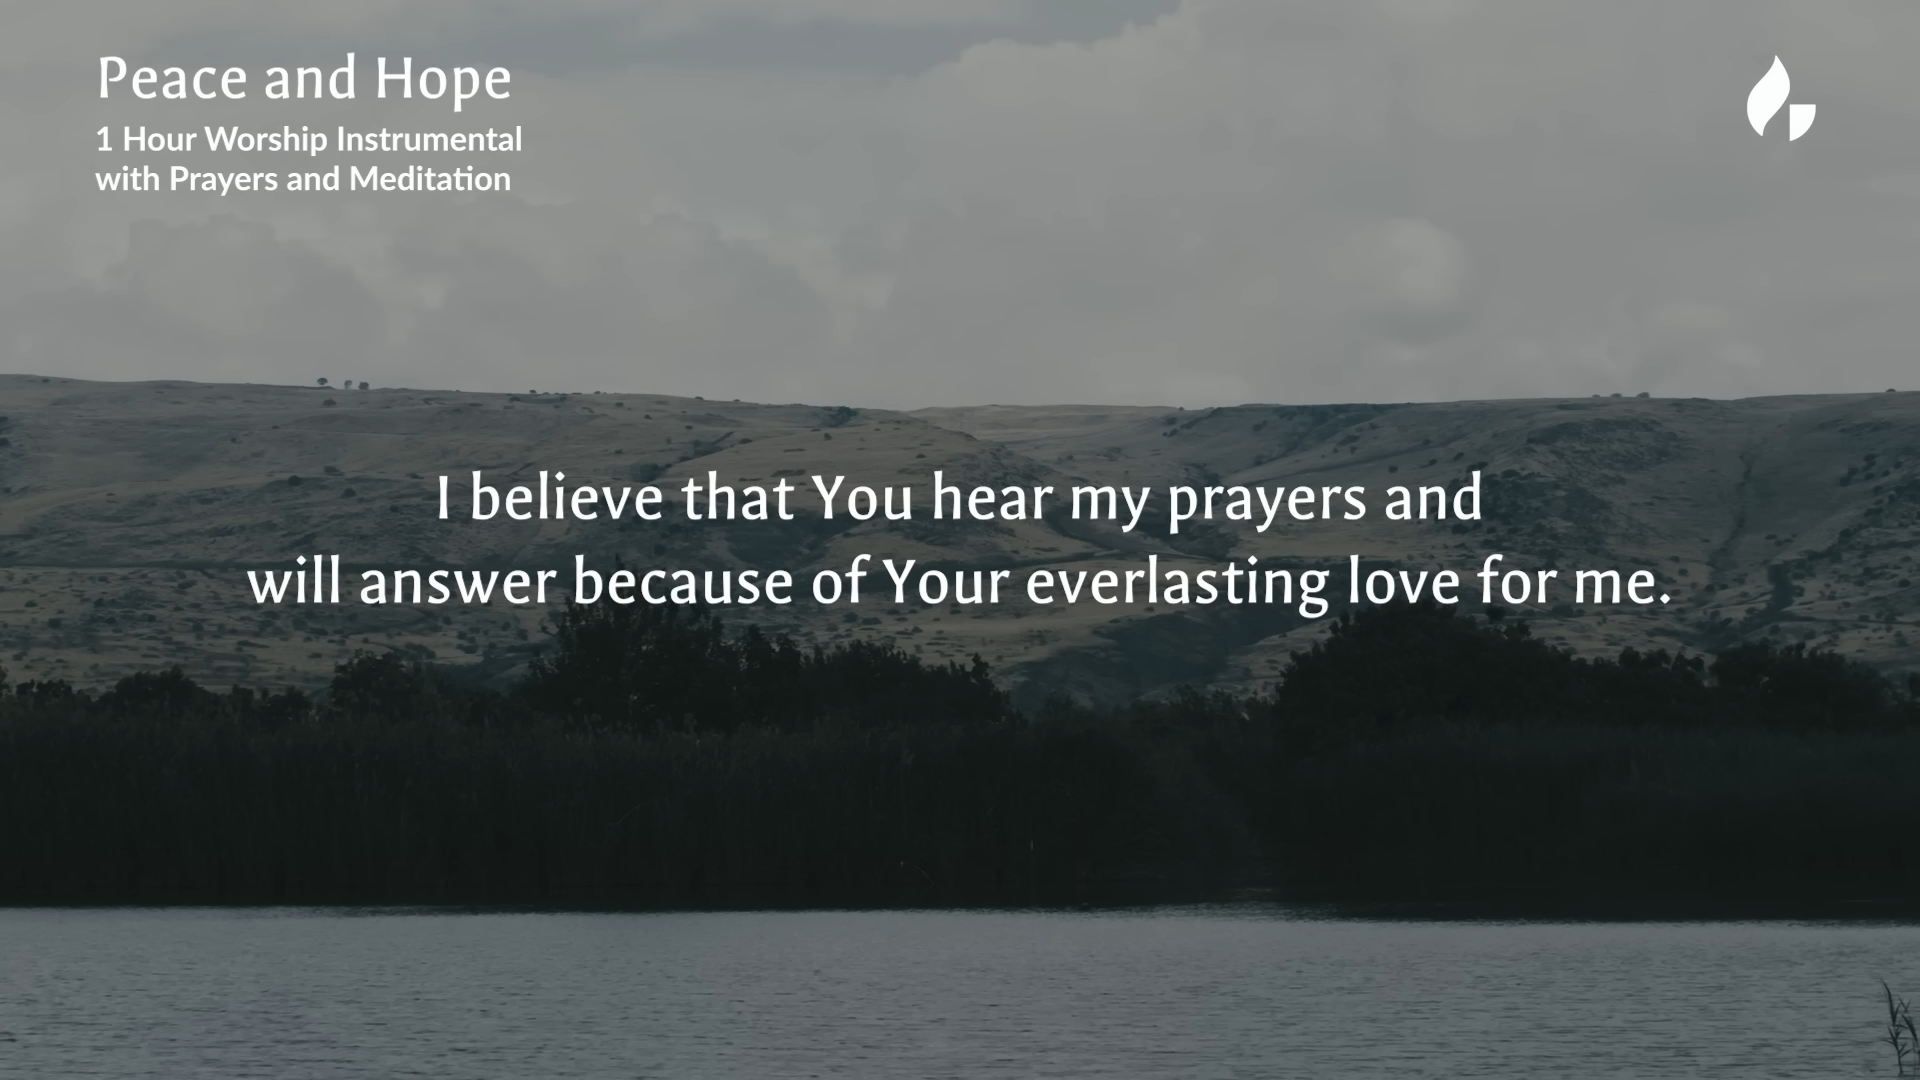 Peace and Hope
1 Hour Worship Instrumental
with Prayers and Meditation
I believe that You hear my prayers and
will answer because of Your everlasting love for me.